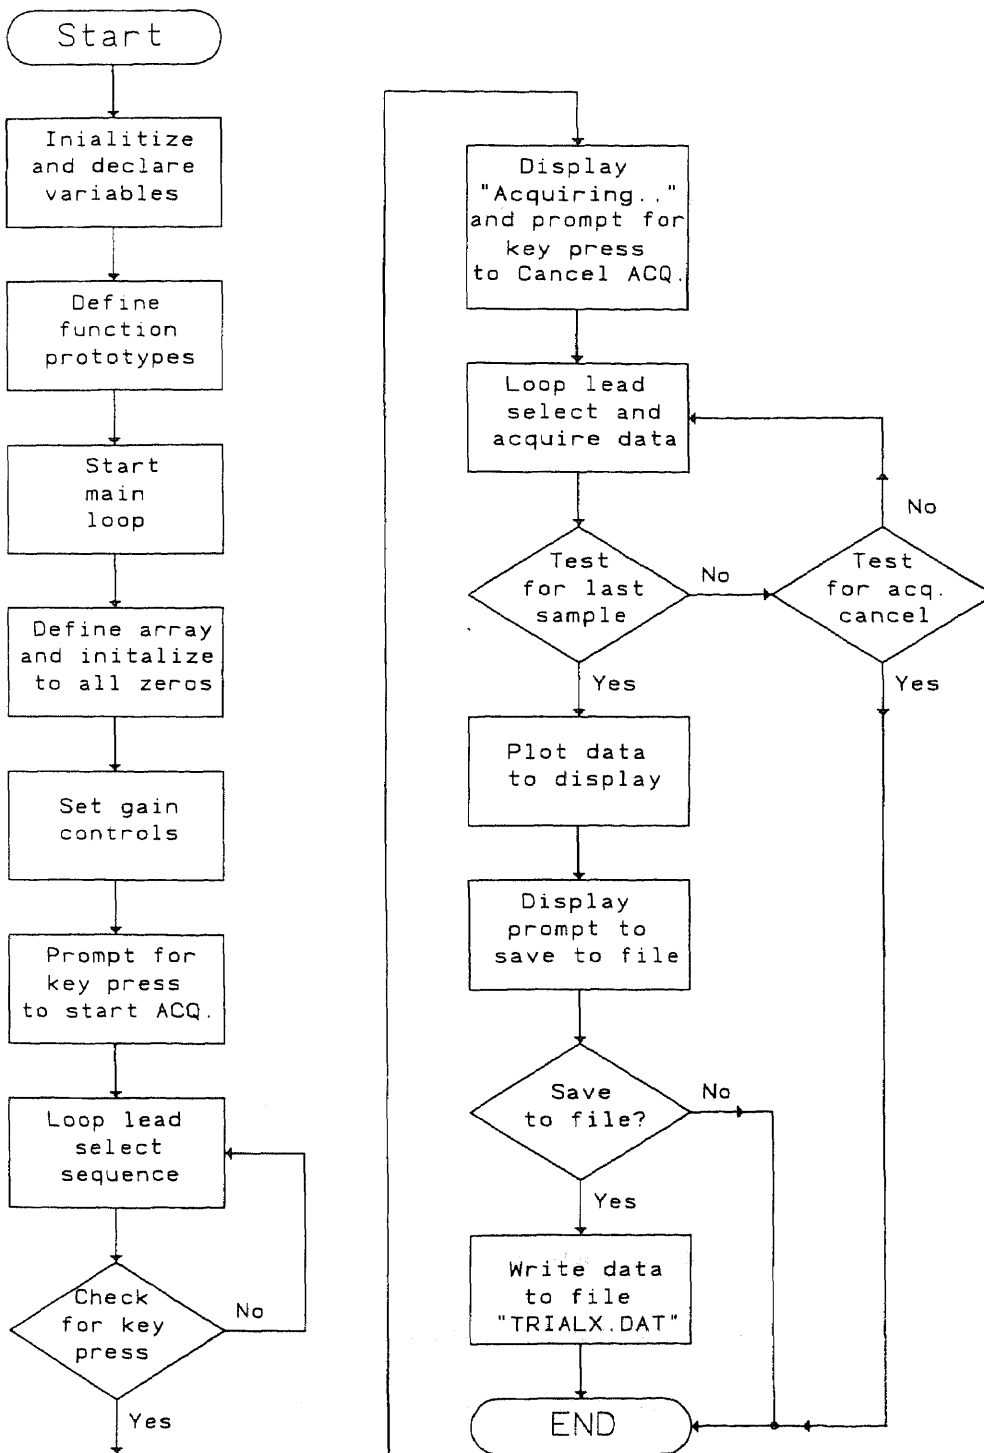 Start
Inialitize
and declare
variables
Define
function
prototypes
Start
main
loop
Define array
and initalize
to all zeros
Set gain
controls
Prompt for
key press
to start ACQ.
Loop lead
select
sequence
Check
for key
press
No
Yes
Display
"Acquiring.."
and prompt for
key press
to Cancel ACQ.
Loop lead
select and
acquire data
Test
for last
sample
No
Test
for acq.
cancel
No
Yes
Yes
Plot data
to display
Display
prompt to
save to file
Save
to file?
No
Yes
Write data
to file
"TRIALX.DAT"
END